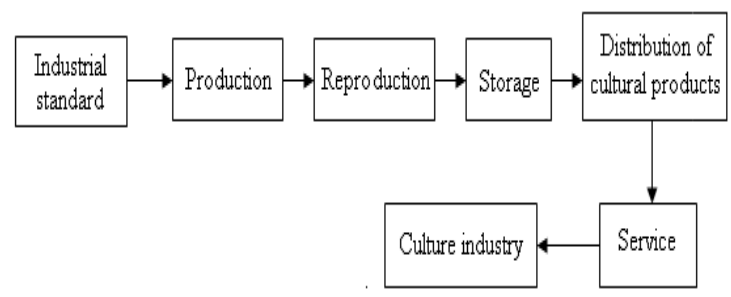 Industrial
standard
Production
Reproduction
Storage
Distribution of
cultural products
Service
Culture industry